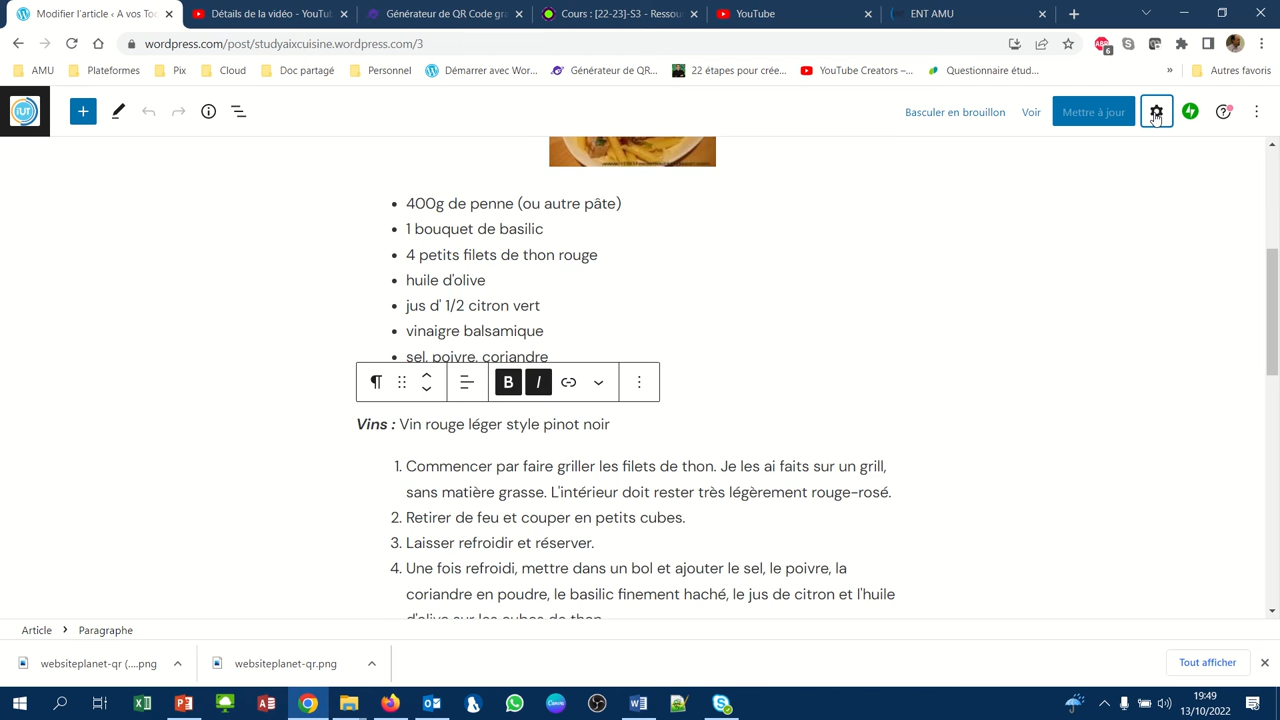 Modifier l'article « A vos To
Détails de la vidéo - YouTu
Générateur de QR Code gra
Cours : [22-23]-S3 - Ressou
YouTube
ENT AMU
wordpress.com/post/studyaixcuisine.wordpress.com/3
6
AMU
Plateformes
Pix
Cloud
Doc partagé
Personnel
Démarrer avec Wor...
Générateur de QR...
22 étapes pour crée...
YouTube Creators –...
Questionnaire étud...
»
Autres favoris
iUT
Basculer en brouillon
Voir
Mettre à jour
400g de penne (ou autre pâte)
1 bouquet de basilic
4 petits filets de thon rouge
huile d'olive
jus d' 1/2 citron vert
vinaigre balsamique
sel, poivre, coriandre
B I
Vins : Vin rouge léger style pinot noir
1. Commencer par faire griller les filets de thon. Je les ai faits sur un grill,
sans matière grasse. L'intérieur doit rester très légèrement rouge-rosé.
2. Retirer de feu et couper en petits cubes.
3. Laisser refroidir et réserver.
4. Une fois refroidi, mettre dans un bol et ajouter le sel, le poivre, la
coriandre en poudre, le basilic finement haché, le jus de citron et l'huile
d'olive sur les cubes de thon
Article > Paragraphe
websiteplanet-qr (....png
websiteplanet-qr.png
Tout afficher
19:49
13/10/2022